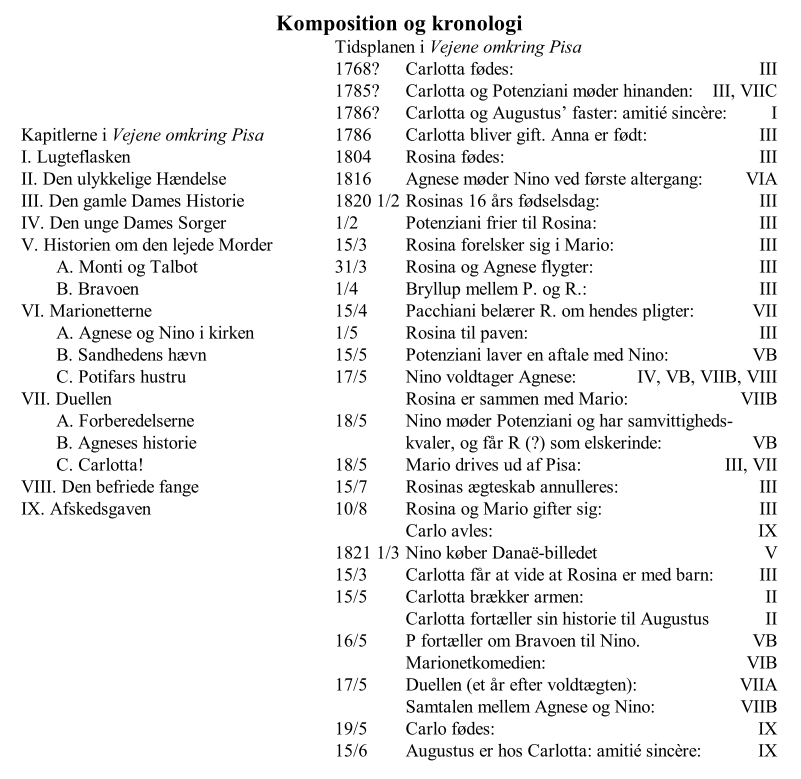 Komposition og kronologi
Tidsplanen i Vejene omkring Pisa
1768? Carlotta fødes: III
1785? Carlotta og Potenziani møder hinanden: III, VIIC
1786? Carlotta og Augustus’ faster: amitié sincère: I
Kapitlerne i Vejene omkring Pisa 1786 Carlotta bliver gift. Anna er født: III
I. Lugteflasken 1804 Rosina fødes: III
II. Den ulykkelige Hændelse 1816 Agnese møder Nino ved første altergang: VIA
III. Den gamle Dames Historie 1820 1/2 Rosinas 16 års fødselsdag: III
IV. Den unge Dames Sorger 1/2 Potenziani frier til Rosina: III
V. Historien om den lejede Morder 15/3 Rosina forelsker sig i Mario: III
A. Monti og Talbot 31/3 Rosina og Agnese flygter: III
B. Bravoen 1/4 Bryllup mellem P. og R.: III
VI. Marionetterne 15/4 Pacchiani belærer R. om hendes pligter: VII
A. Agnese og Nino i kirken 1/5 Rosina til paven: III
B. Sandhedens hævn 15/5 Potenziani laver en aftale med Nino: VB
C. Potifars hustru 17/5 Nino voldtager Agnese: IV, VB, VIIB, VIII
VII. Duellen Rosina er sammen med Mario: VIIB
A. Forberedelserne 18/5 Nino møder Potenziani og har samvittigheds-
B. Agneses historie kvaler, og får R (?) som elskerinde: VB
C. Carlotta! 18/5 Mario drives ud af Pisa: III, VII
VIII. Den befriede fange 15/7 Rosinas ægteskab annulleres: III
IX. Afskedsgaven 10/8 Rosina og Mario gifter sig: III
Carlo avles: IX
1821 1/3 Nino køber Danaë-billedet V
15/3 Carlotta får at vide at Rosina er med barn: III
15/5 Carlotta brækker armen: II
Carlotta fortæller sin historie til Augustus II
16/5 P fortæller om Bravoen til Nino. VB
Marionetkomedien: VIB
17/5 Duellen (et år efter voldtægten): VIIA
Samtalen mellem Agnese og Nino: VIIB
19/5 Carlo fødes: IX
15/6 Augustus er hos Carlotta: amitié sincère: IX